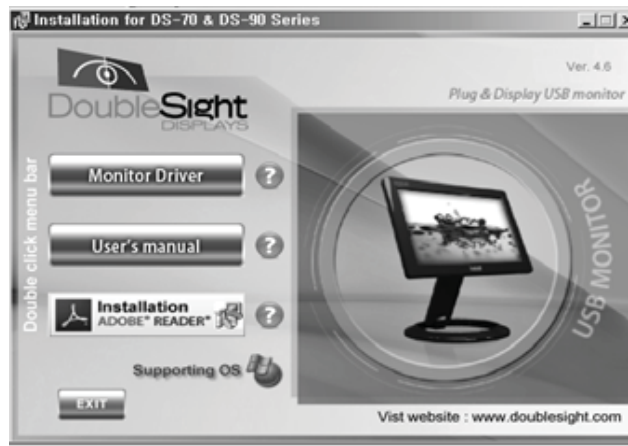 Installation for DS-70 & DS-90 Series
Ver. 4.6
DoubleSight
DISPLAYS
Plug & Display USB monitor
Double click menu bar
Monitor Driver ?
User's manual ?
Installation
ADOBE® READER® ?
Supporting OS
EXIT
USB MONITOR
Vist website : www.doublesight.com